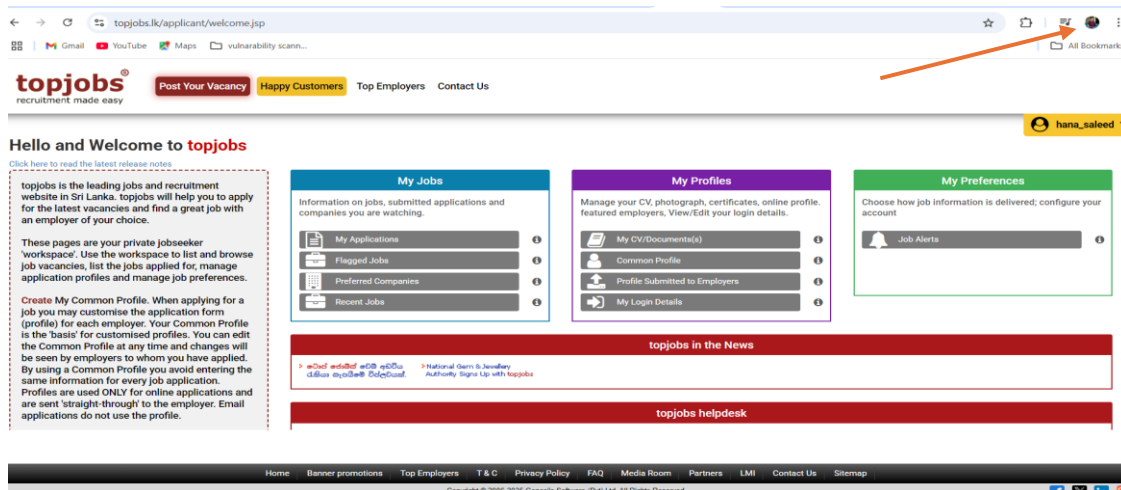 topjobs.lk/applicant/welcome.jsp
Gmail YouTube Maps vulnarability scann...
All Bookmarks
topjobs®
recruitment made easy
Post Your Vacancy Happy Customers Top Employers Contact Us
hana_saleed
Hello and Welcome to topjobs
Click here to read the latest release notes
topjobs is the leading jobs and recruitment
website in Sri Lanka. topjobs will help you to apply
for the latest vacancies and find a great job with
an employer of your choice.
These pages are your private jobseeker
'workspace'. Use the workspace to list and browse
job vacancies, list the jobs applied for, manage
application profiles and manage job preferences.
Create My Common Profile. When applying for a
job you may customise the application form
(profile) for each employer. Your Common Profile
is the 'basis' for customised profiles. You can edit
the Common Profile at any time and changes will
be seen by employers to whom you have applied.
By using a Common Profile you avoid entering the
same information for every job application.
Profiles are used ONLY for online applications and
are sent 'straight-through' to the employer. Email
applications do not use the profile.
My Jobs
Information on jobs, submitted applications and
companies you are watching.
My Applications
Flagged Jobs
Preferred Companies
Recent Jobs
My Profiles
Manage your CV, photograph, certificates, online profile.
featured employers, View/Edit your login details.
My CV/Documents(s)
Common Profile
Profile Submitted to Employers
My Login Details
My Preferences
Choose how job information is delivered; configure your
account
Job Alerts
topjobs in the News
National Gem & Jewellery
Authority Signs Up with topjobs
topjobs helpdesk
Home Banner promotions Top Employers T & C Privacy Policy FAQ Media Room Partners LMI Contact Us Sitemap